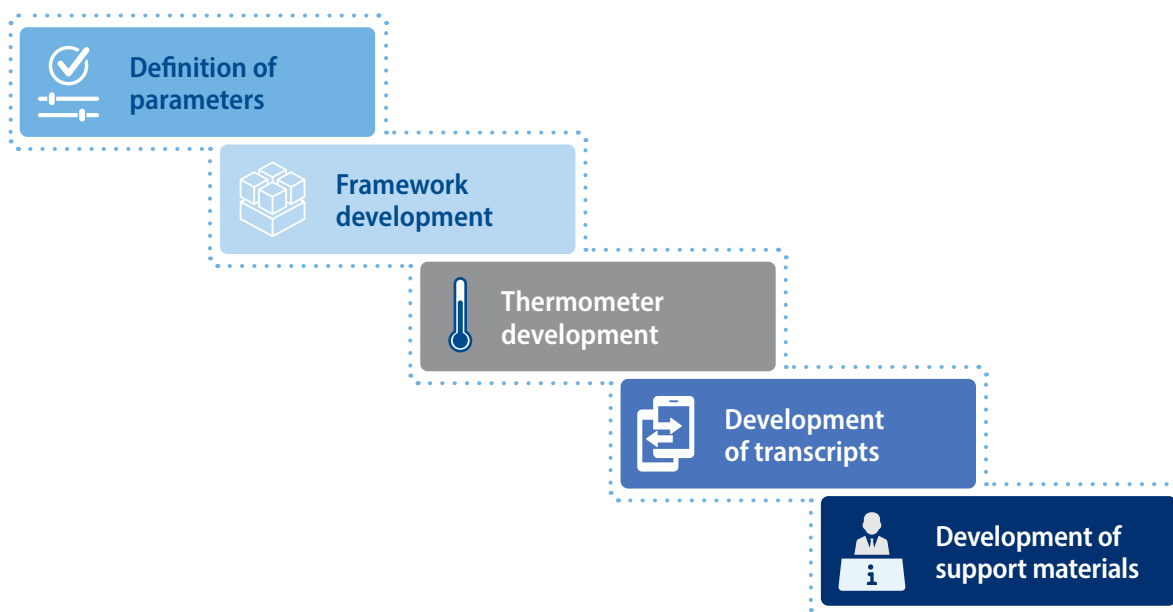 Definition of
parameters
Framework
development
Thermometer
development
Development
of transcripts
i
Development of
support materials